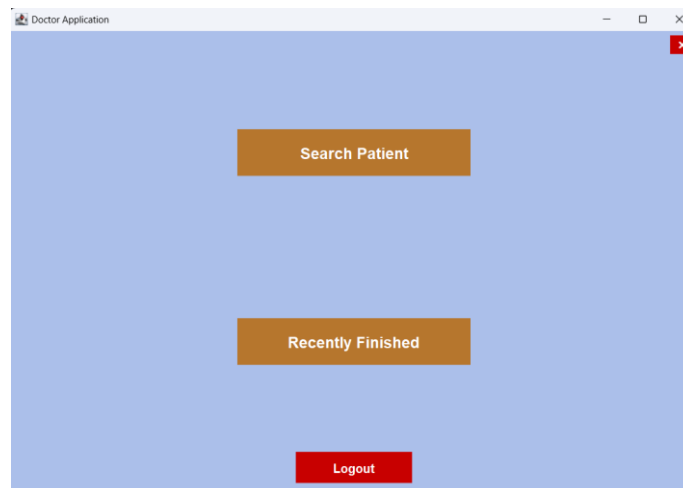 Doctor Application
Search Patient
Recently Finished
Logout